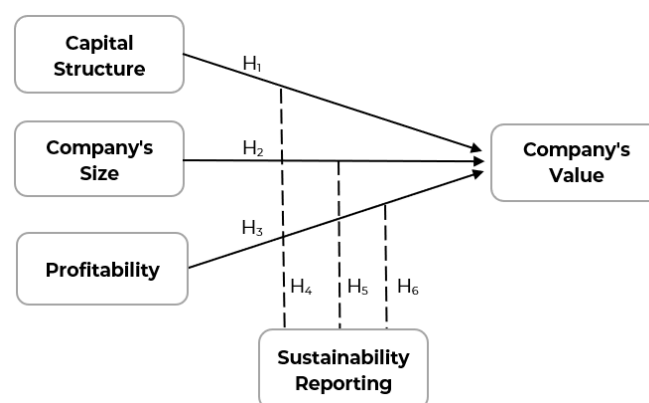 Capital
Structure
H₁
Company's
Size
H₂
Company's
Value
Profitability
H₃
H₄
H₅
H₆
Sustainability
Reporting